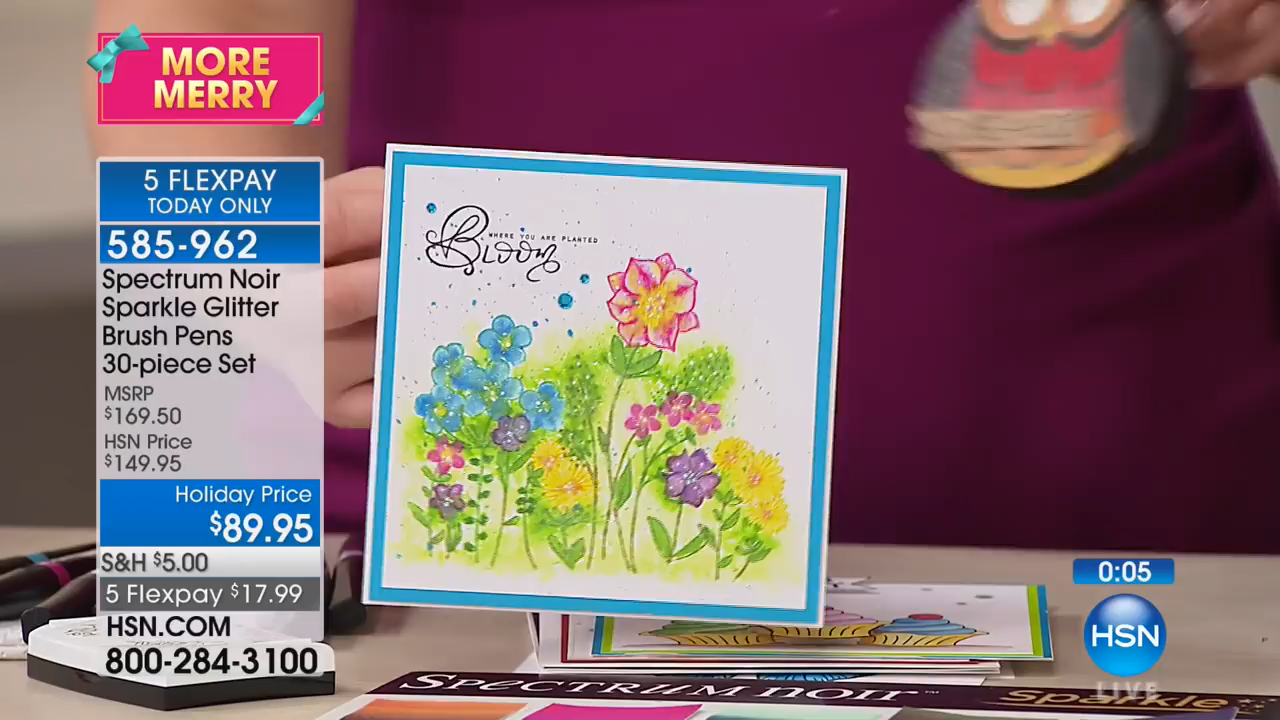 MORE
MERRY
5 FLEXPAY
TODAY ONLY
585-962
Spectrum Noir
Sparkle Glitter
Brush Pens
30-piece Set
MSRP
$169.50
HSN Price
$149.95
Holiday Price
$89.95
S&H $5.00
5 Flexpay $17.99
HSN.COM
800-284-3100
WHERE YOU ARE PLANTED
BLOOM
0:05
HSN
LIVE
SPECTRUM NOIR™
Sparkle